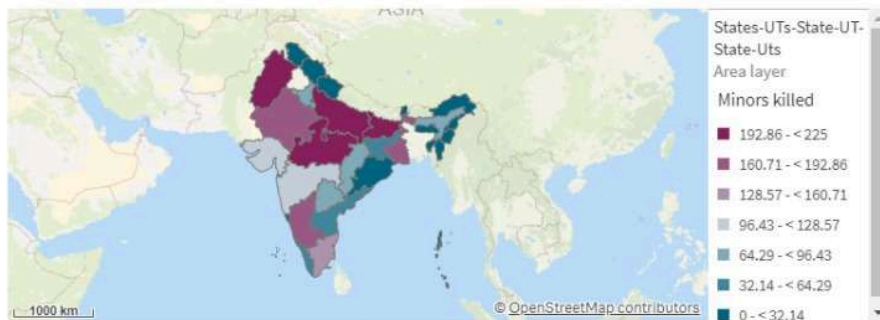 ASIA
States-UTs-State-UT-
State-Uts
Area layer
Minors killed
192.86 - < 225
160.71 - < 192.86
128.57 - < 160.71
96.43 - < 128.57
64.29 - < 96.43
32.14 - < 64.29
0 - < 32.14
1000 km
© OpenStreetMap contributors